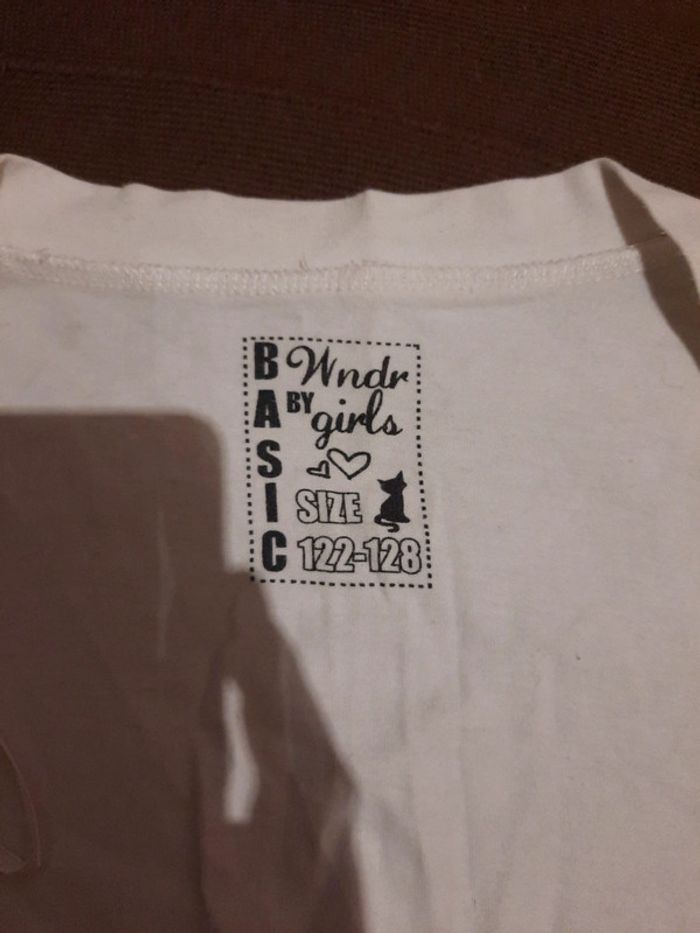 BASIC
Wndr
BY
girls
SIZE
122-128